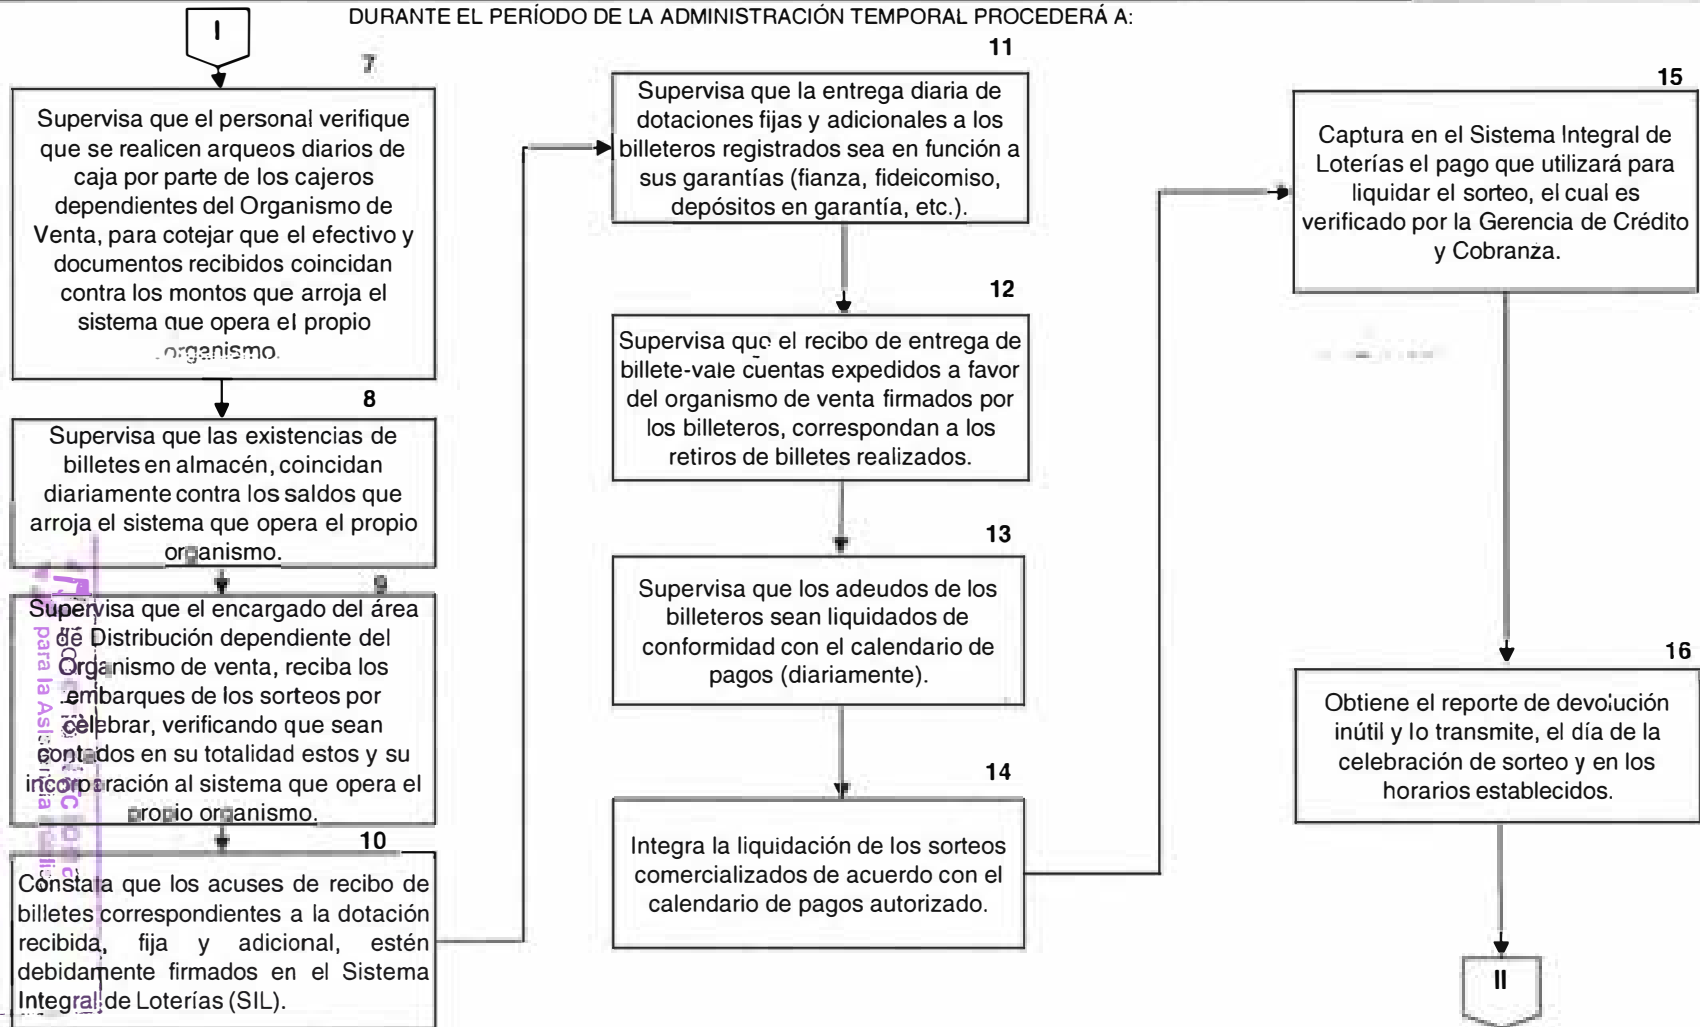 DURANTE EL PERÍODO DE LA ADMINISTRACIÓN TEMPORAL PROCEDERÁ A:
I
7
Supervisa que el personal verifique
que se realicen arqueos diarios de
caja por parte de los cajeros
dependientes del Organismo de
Venta, para cotejar que el efectivo y
documentos recibidos coincidan
contra los montos que arroja el
sistema que opera el propio
organismo.
8
Supervisa que las existencias de
billetes en almacén, coincidan
diariamente contra los saldos que
arroja el sistema que opera el propio
organismo.
9
Supervisa que el encargado del área
de Distribución dependiente del
Organismo de venta, reciba los
embarques de los sorteos por
celebrar, verificando que sean
contados en su totalidad estos y su
incorporación al sistema que opera el
propio organismo.
10
Constata que los acuses de recibo de
billetes correspondientes a la dotación
recibida, fija y adicional, estén
debidamente firmados en el Sistema
Integral de Loterías (SIL).
para la Asistencia
11
Supervisa que la entrega diaria de
dotaciones fijas y adicionales a los
billeteros registrados sea en función a
sus garantías (fianza, fideicomiso,
depósitos en garantía, etc.).
12
Supervisa que el recibo de entrega de
billete-vale cuentas expedidos a favor
del organismo de venta firmados por
los billeteros, correspondan a los
retiros de billetes realizados.
13
Supervisa que los adeudos de los
billeteros sean liquidados de
conformidad con el calendario de
pagos (diariamente).
14
Integra la liquidación de los sorteos
comercializados de acuerdo con el
calendario de pagos autorizado.
15
Captura en el Sistema Integral de
Loterías el pago que utilizará para
liquidar el sorteo, el cual es
verificado por la Gerencia de Crédito
y Cobranza.
16
Obtiene el reporte de devolución
inútil y lo transmite, el día de la
celebración de sorteo y en los
horarios establecidos.
II